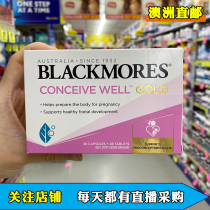 澳洲直邮
AUSTRALIA • SINCE 1932
BLACKMORES®
CONCEIVE WELL™ GOLD
• Helps prepare the body for pregnancy
• Supports healthy foetal development
关注店铺
每天都有直播采购